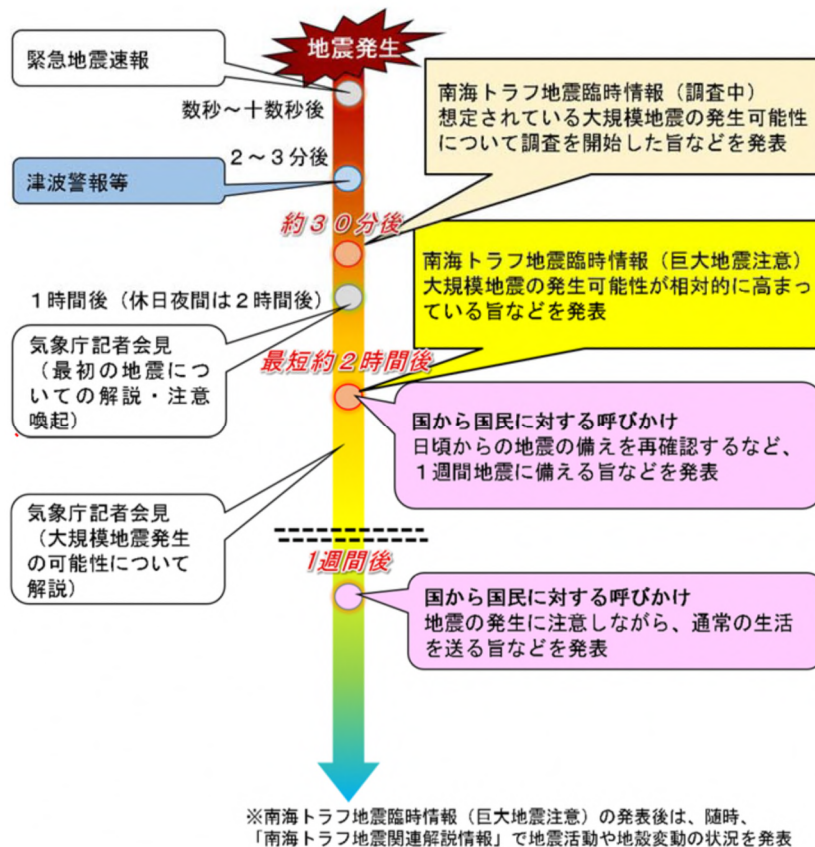 地震発生
緊急地震速報
数秒～十数秒後
南海トラフ地震臨時情報（調査中）
想定されている大規模地震の発生可能性
について調査を開始した旨などを発表
２～３分後
津波警報等
約３０分後
南海トラフ地震臨時情報（巨大地震注意）
大規模地震の発生可能性が相対的に高まっ
ている旨などを発表
１時間後（休日夜間は２時間後）
気象庁記者会見
（最初の地震につ
いての解説・注意
喚起）
最短約２時間後
国から国民に対する呼びかけ
日頃からの地震の備えを再確認するなど、
１週間地震に備える旨などを発表
気象庁記者会見
（大規模地震発生
の可能性について
解説）
1週間後
国から国民に対する呼びかけ
地震の発生に注意しながら、通常の生活
を送る旨などを発表
※南海トラフ地震臨時情報（巨大地震注意）の発表後は、随時、
「南海トラフ地震関連解説情報」で地震活動や地殻変動の状況を発表